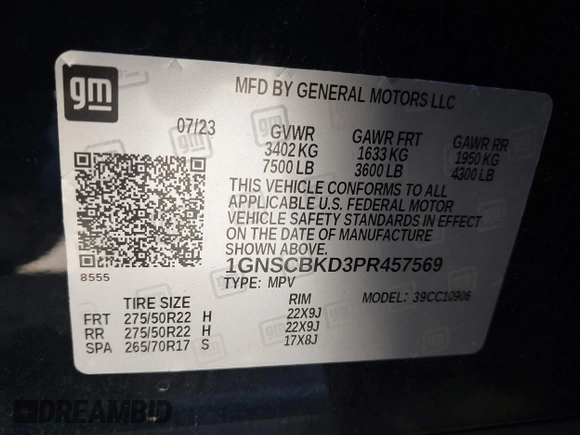 gm
MFD BY GENERAL MOTORS LLC
07/23
GVWR GAWR FRT GAWR RR
3402 KG 1633 KG 1950 KG
7500 LB 3600 LB 4300 LB
THIS VEHICLE CONFORMS TO ALL
APPLICABLE U.S. FEDERAL MOTOR
VEHICLE SAFETY STANDARDS IN EFFECT
ON THE DATE OF MANUFACTURE SHOWN ABOVE.
1GNSCBKD3PR457569
8555
TYPE: MPV MODEL: 39CC10906
TIRE SIZE RIM
FRT 275/50R22 H 22X9J
RR 275/50R22 H 22X9J
SPA 265/70R17 S 17X8J
DREAMBID